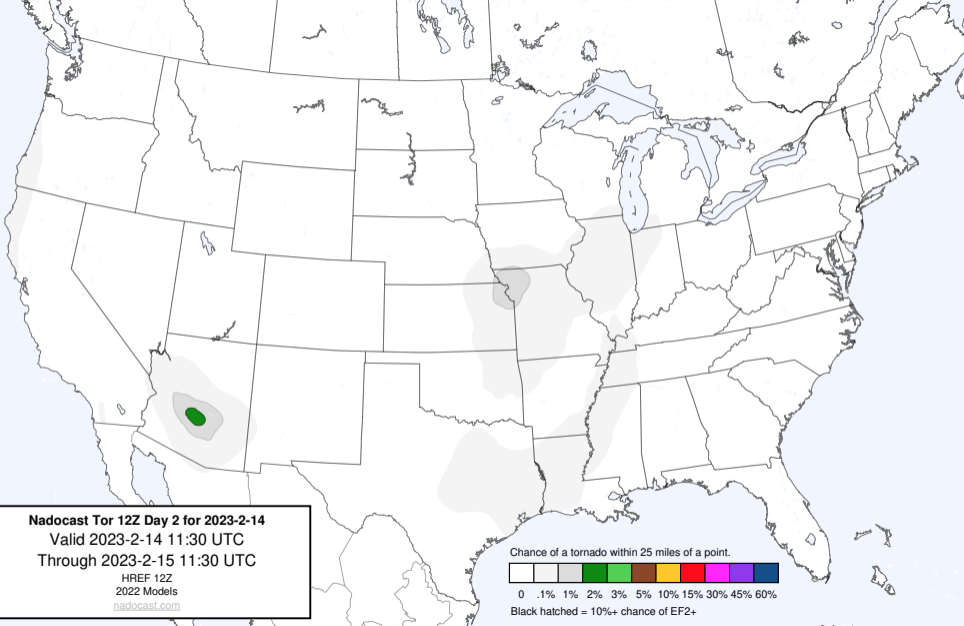 Nadocast Tor 12Z Day 2 for 2023-2-14
Valid 2023-2-14 11:30 UTC
Through 2023-2-15 11:30 UTC
HREF 12Z
2022 Models
nadocast.com
Chance of a tornado within 25 miles of a point.
0 .1% 1% 2% 3% 5% 10% 15% 30% 45% 60%
Black hatched = 10%+ chance of EF2+